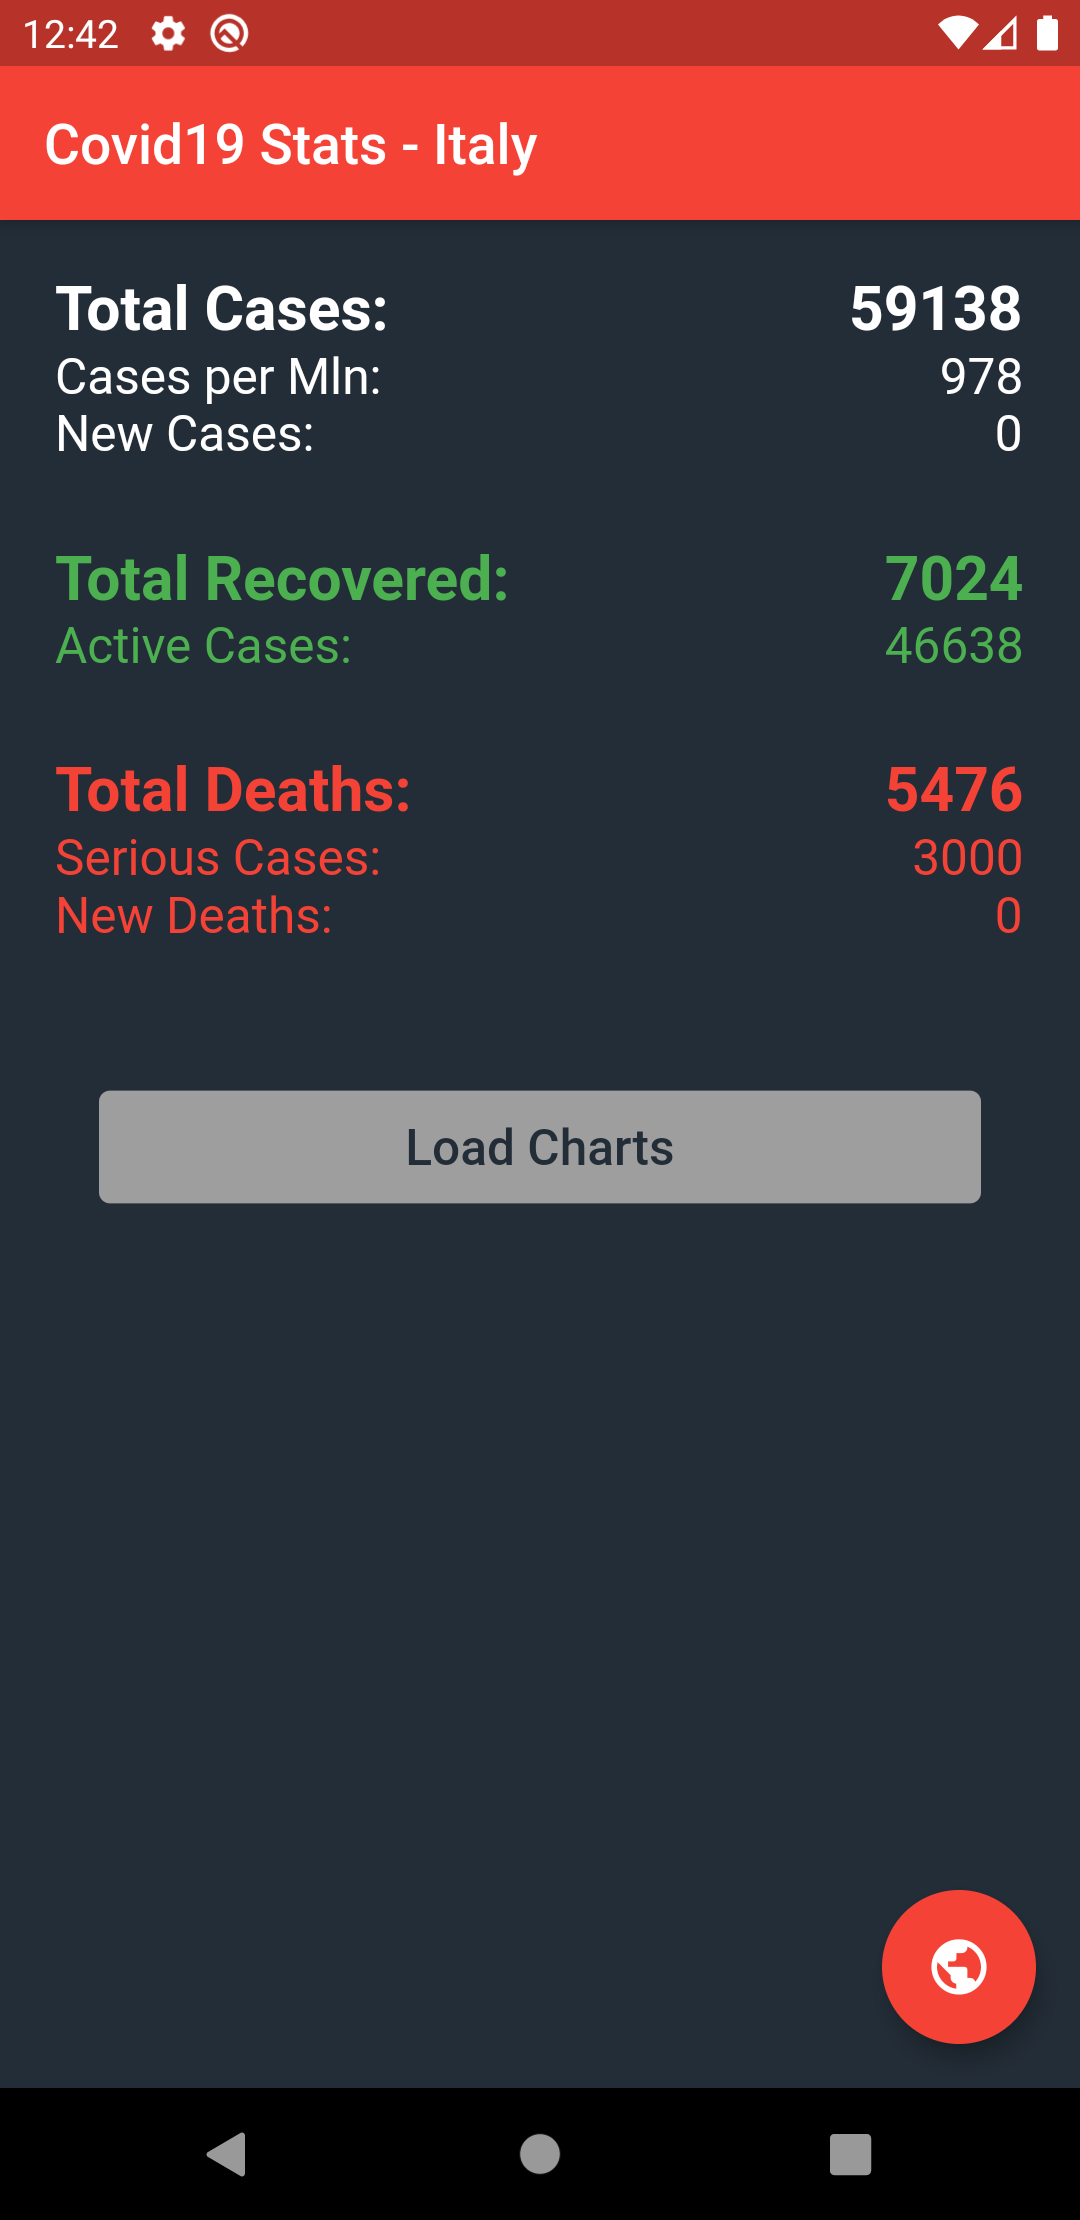 12:42
Covid19 Stats - Italy
Total Cases: 59138
Cases per Mln: 978
New Cases: 0
Total Recovered: 7024
Active Cases: 46638
Total Deaths: 5476
Serious Cases: 3000
New Deaths: 0
Load Charts